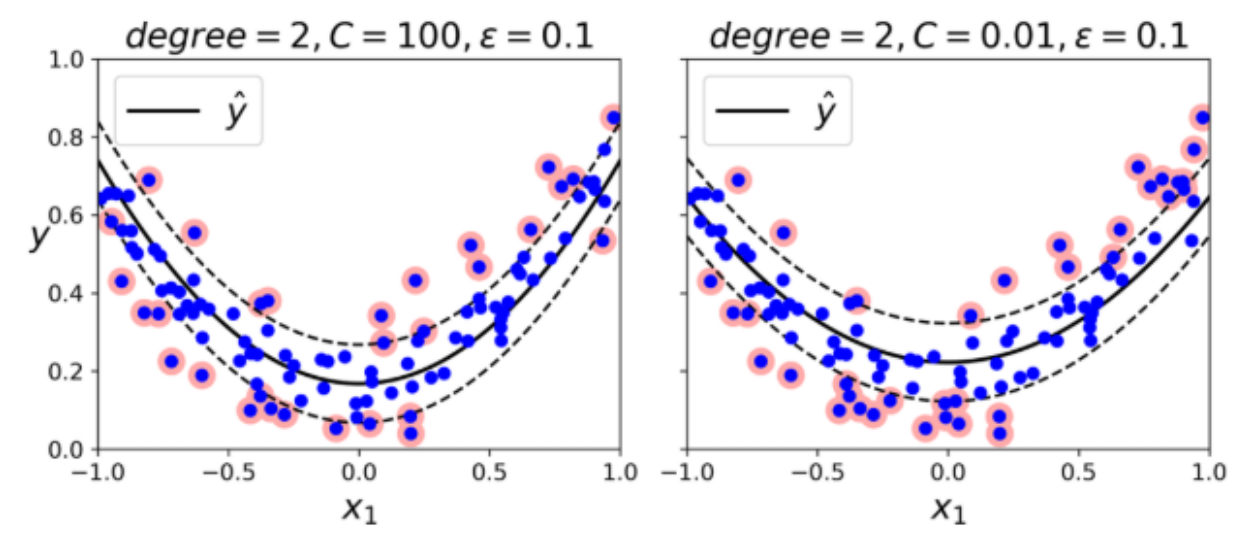 degree = 2, C = 100, ε = 0.1
degree = 2, C = 0.01, ε = 0.1
ŷ
ŷ
1.0
0.8
0.6
0.4
0.2
0.0
y
−1.0 −0.5 0.0 0.5 1.0
−1.0 −0.5 0.0 0.5 1.0
x₁
x₁